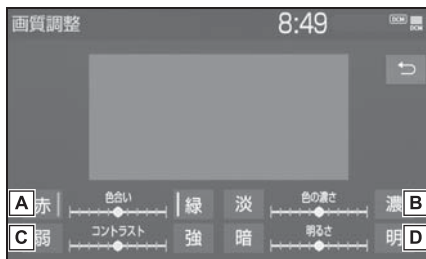 画質調整 8:49 DCM DCM
A 赤 色合い 緑 淡 色の濃さ 濃 B
C 弱 コントラスト 強 暗 明るさ 明 D